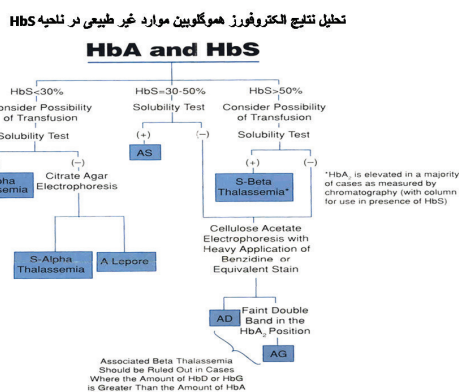 تحلیل نتایج الکتروفورز هموگلوبین موارد غیر طبیعی در ناحیه HbS
HbA and HbS
HbS<30%
onsider Possibility
of Transfusion
Solubility Test
(-)
Citrate Agar
Electrophoresis
pha
semia
S-Alpha
Thalassemia
A Lepore
HbS=30-50%
Solubility Test
(+)
(-)
AS
HbS>50%
Consider Possibility
of Transfusion
Solubility Test
(+)
(-)
S-Beta
Thalassemia*
*HbA2 is elevated in a majority
of cases as measured by
chromatography (with column
for use in presence of HbS)
Cellulose Acetate
Electrophoresis with
Heavy Application of
Benzidine or
Equivalent Stain
AD
Faint Double
Band in the
HbA2 Position
AG
Associated Beta Thalassemia
Should be Ruled Out in Cases
Where the Amount of HbD or HbG
is Greater Than the Amount of HbA